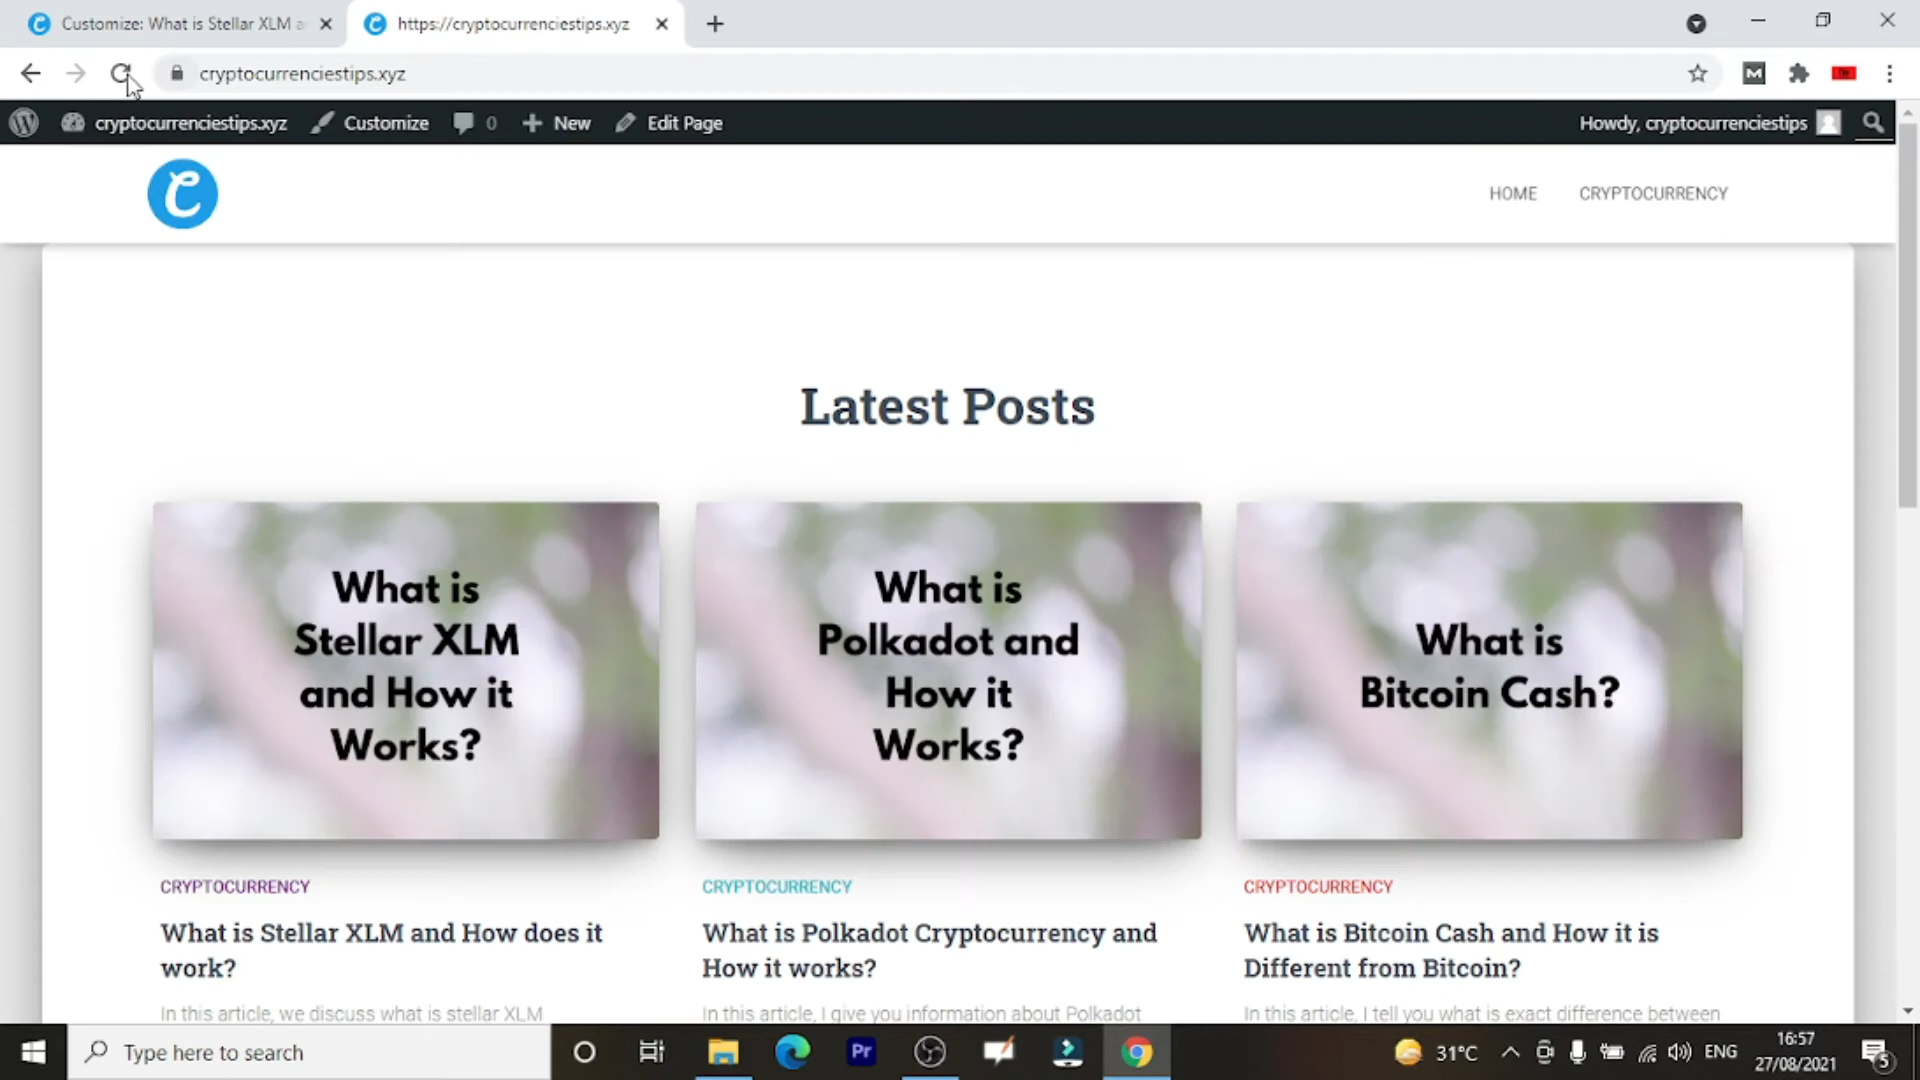 Customize: What is Stellar XLM a
https://cryptocurrenciestips.xyz
cryptocurrenciestips.xyz
cryptocurrenciestips.xyz Customize 0 New Edit Page Howdy, cryptocurrenciestips
C HOME CRYPTOCURRENCY
Latest Posts
What is
Stellar XLM
and How it
Works?
What is
Polkadot and
How it
Works?
What is
Bitcoin Cash?
CRYPTOCURRENCY
What is Stellar XLM and How does it
work?
In this article, we discuss what is stellar XLM
CRYPTOCURRENCY
What is Polkadot Cryptocurrency and
How it works?
In this article, I give you information about Polkadot
CRYPTOCURRENCY
What is Bitcoin Cash and How it is
Different from Bitcoin?
In this article, I tell you what is exact difference between
Type here to search
Pr
31°C
ENG
16:57
27/08/2021
5